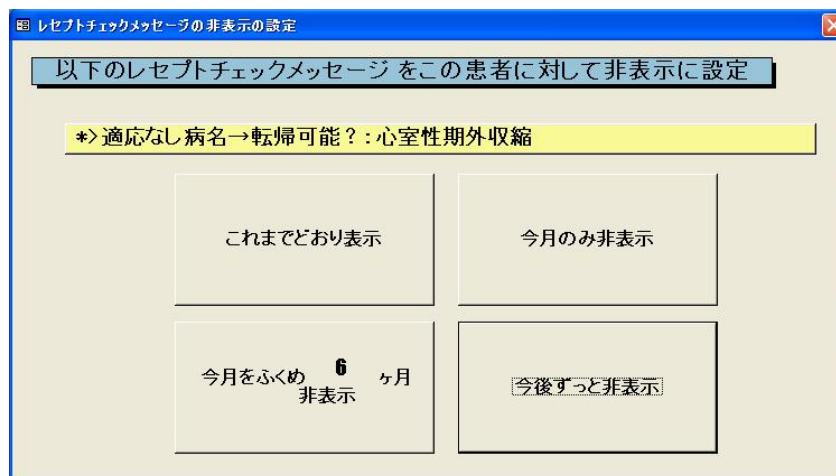 レセプトチェックメッセージの非表示の設定
以下のレセプトチェックメッセージ をこの患者に対して非表示に設定
*>適応なし病名→転帰可能?:心室性期外収縮
これまでどおり表示
今月のみ非表示
今月をふくめ 6 ヶ月
非表示
今後ずっと非表示